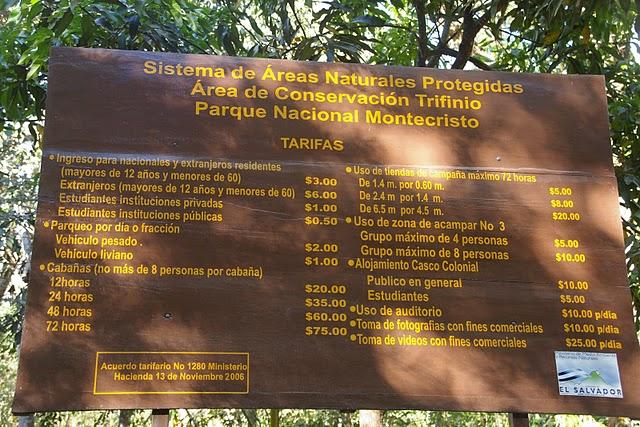 Sistema de Áreas Naturales Protegidas
Área de Conservación Trifinio
Parque Nacional Montecristo
TARIFAS
• Ingreso para nacionales y extranjeros residentes
(mayores de 12 años y menores de 60) $3.00
Extranjeros (mayores de 12 años y menores de 60) $6.00
Estudiantes instituciones privadas $1.00
Estudiantes instituciones públicas $0.50
• Parqueo por día o fracción
Vehiculo pesado . $2.00
Vehiculo liviano $1.00
• Cabañas (no más de 8 personas por cabaña)
12horas $20.00
24 horas $35.00
48 horas $60.00
72 horas $75.00
Acuerdo tarifario No 1280 Ministerio
Hacienda 13 de Noviembre 2006
• Uso de tiendas de campaña máximo 72 horas
De 1.4 m. por 0.60 m. $5.00
De 2.4 m por 1.4 m. $8.00
De 6.5 m por 4.5 m. $20.00
• Uso de zona de acampar No 3
Grupo máximo de 4 personas $5.00
Grupo máximo de 8 personas $10.00
• Alojamiento Casco Colonial
Publico en general $10.00
Estudiantes $5.00
• Uso de auditorio $10.00 p/dia
• Toma de fotografias con fines comerciales $10.00 p/dia
• Toma de videos con fines comerciales $25.00 p/dia
EL SALVADOR